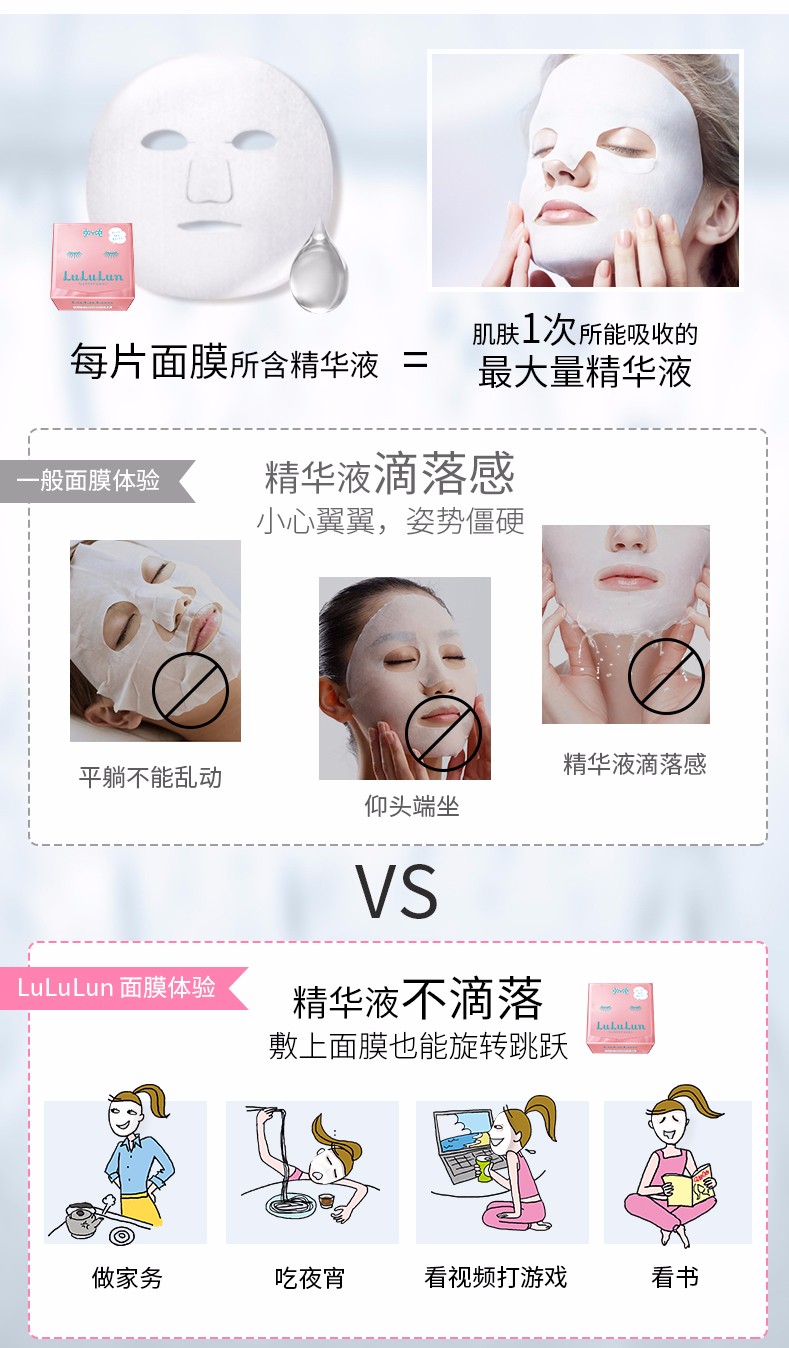 LuLuLun
LuLuLun
每片面膜所含精华液
=
肌肤1次所能吸收的
最大量精华液
一般面膜体验
精华液滴落感
小心翼翼，姿势僵硬
平躺不能乱动
仰头端坐
精华液滴落感
VS
LuLuLun 面膜体验
精华液不滴落
敷上面膜也能旋转跳跃
LuLuLun
做家务
吃夜宵
看视频打游戏
看书